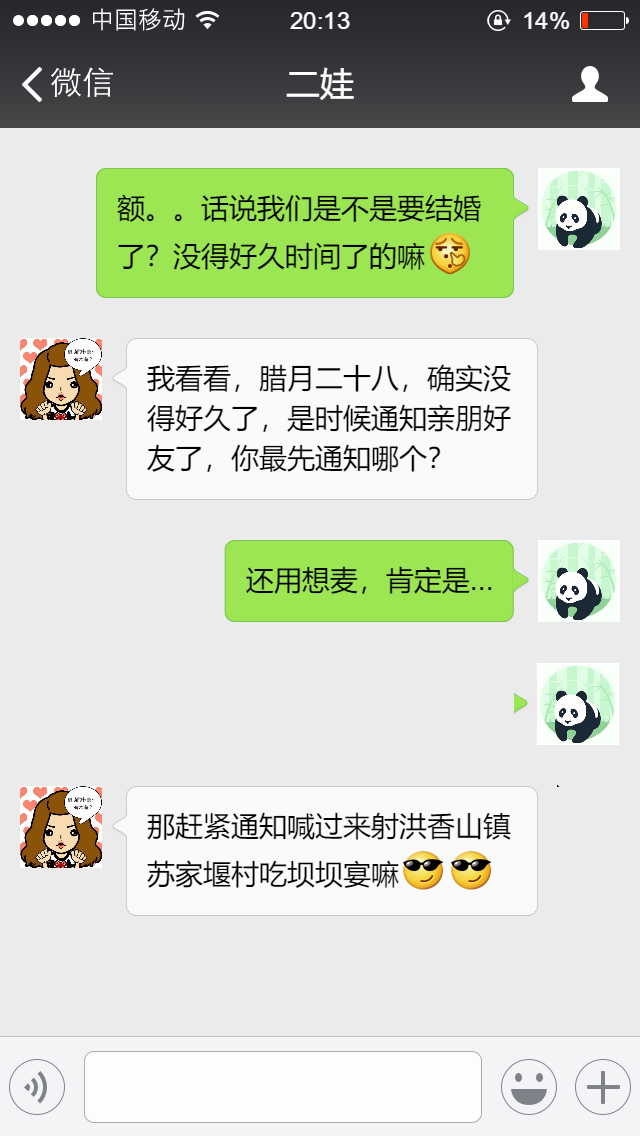 中国移动 20:13 14%
微信 二娃
额。。话说我们是不是要结婚
了？没得好久时间了的嘛
我看看，腊月二十八，确实没
得好久了，是时候通知亲朋好
友了，你最先通知哪个？
还用想麦，肯定是...
那赶紧通知喊过来射洪香山镇
苏家堰村吃坝坝宴嘛